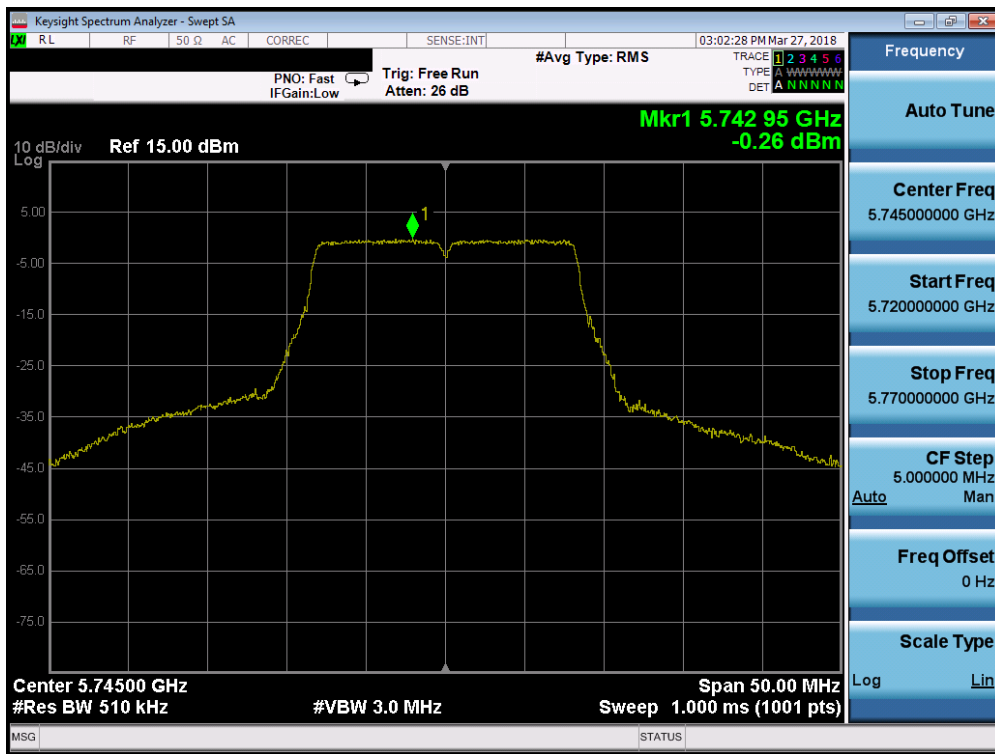 Keysight Spectrum Analyzer - Swept SA
LXI RL RF 50 Ω AC CORREC SENSE:INT 03:02:28 PM Mar 27, 2018
#Avg Type: RMS
TRACE 1 2 3 4 5 6
PNO: Fast Trig: Free Run
TYPE A WWWWW
IFGain:Low Atten: 26 dB
DET A N N N N N
Mkr1 5.742 95 GHz
-0.26 dBm
10 dB/div Ref 15.00 dBm
Log
1
5.00
-5.00
-15.0
-25.0
-35.0
-45.0
-55.0
-65.0
-75.0
Center 5.74500 GHz Span 50.00 MHz
#Res BW 510 kHz #VBW 3.0 MHz Sweep 1.000 ms (1001 pts)
MSG STATUS
Frequency
Auto Tune
Center Freq
5.745000000 GHz
Start Freq
5.720000000 GHz
Stop Freq
5.770000000 GHz
CF Step
5.000000 MHz
Auto Man
Freq Offset
0 Hz
Scale Type
Log Lin